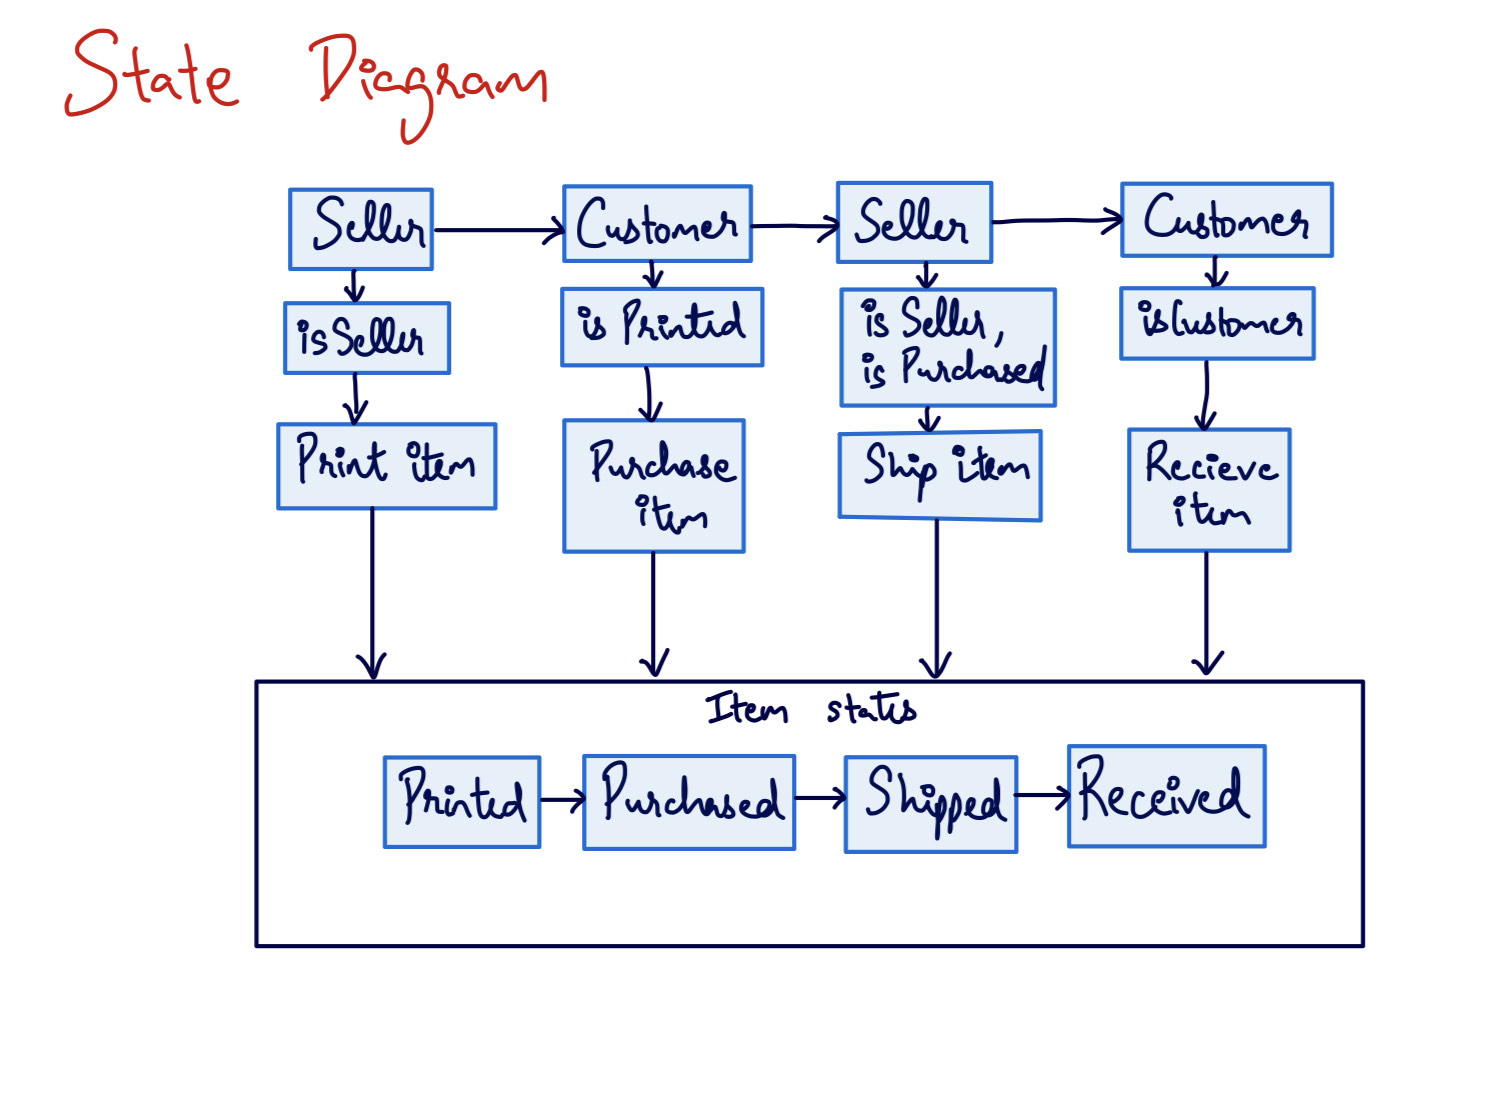 State Diagram
Seller
Customer
Seller
Customer
isSeller
is Printed
is Seller,
is Purchased
isCustomer
Print item
Purchase
item
Ship item
Recieve
item
Item states
Printed
Purchased
Shipped
Received